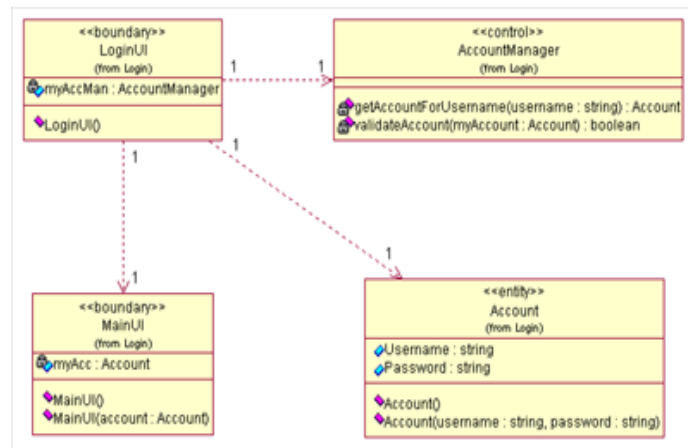 <<boundary>>
LoginUI
(from Login)
myAccMan : AccountManager
LoginUI()
1
1
<<control>>
AccountManager
(from Login)
getAccountForUsername(username : string) : Account
validateAccount(myAccount : Account) : boolean
1
1
1
1
<<boundary>>
MainUI
(from Login)
myAcc : Account
MainUI()
MainUI(account : Account)
<<entity>>
Account
(from Login)
Username : string
Password : string
Account()
Account(username : string, password : string)